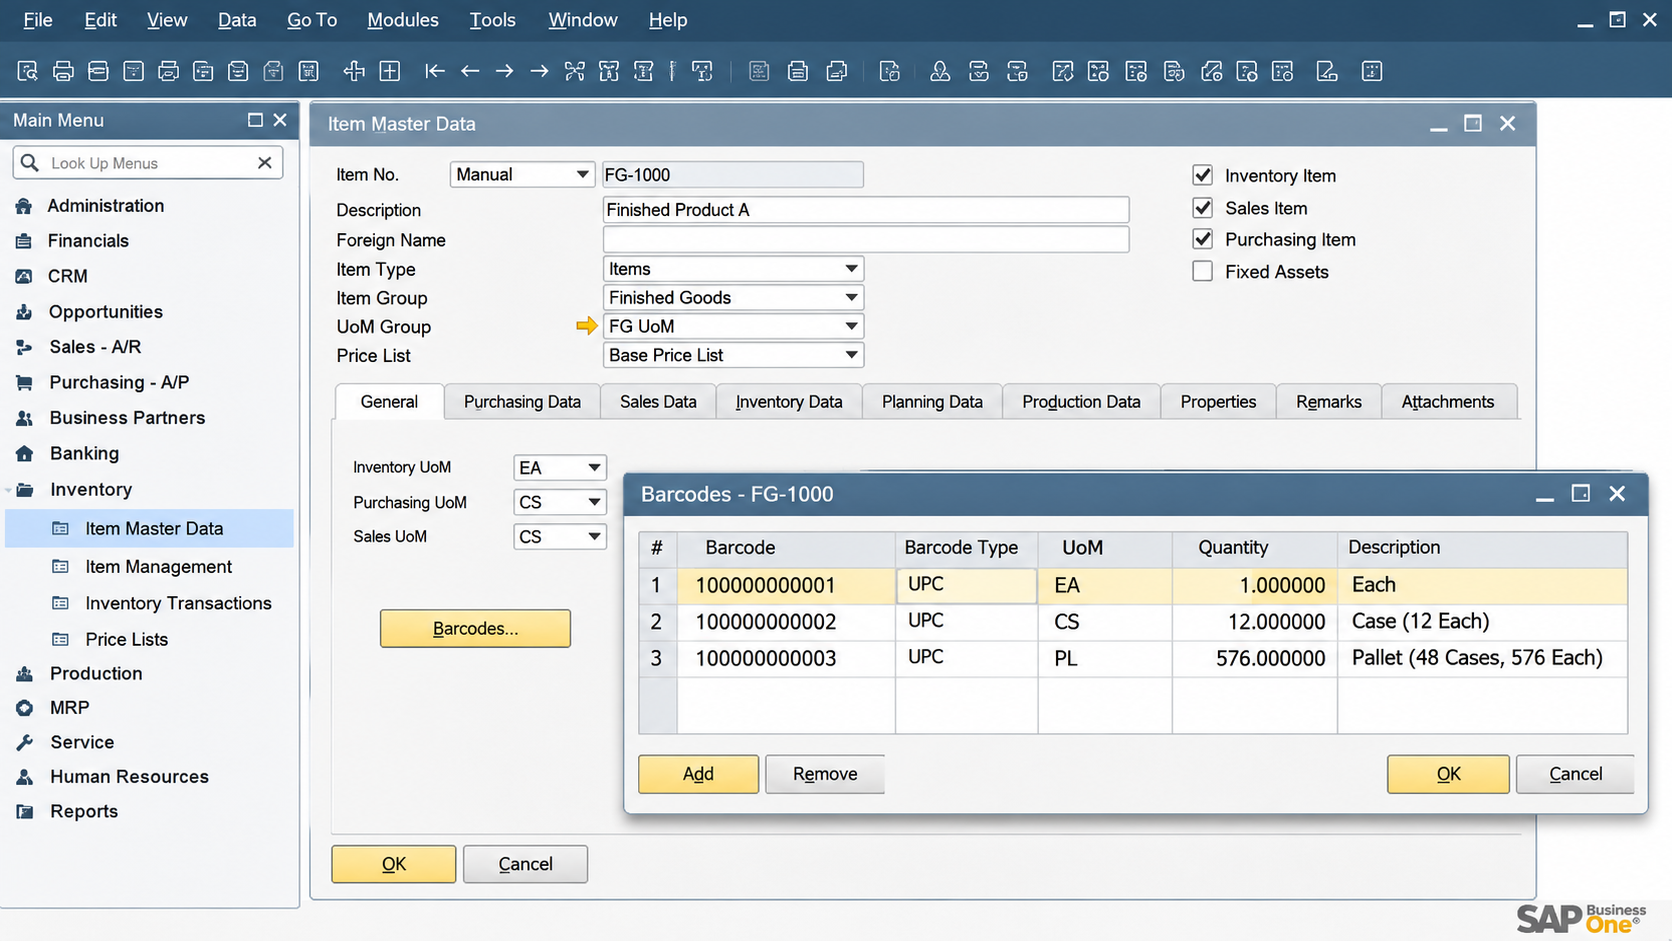 File Edit View Data Go To Modules Tools Window Help
Main Menu
Look Up Menus
Administration
Financials
CRM
Opportunities
Sales - A/R
Purchasing - A/P
Business Partners
Banking
Inventory
Item Master Data
Item Management
Inventory Transactions
Price Lists
Production
MRP
Service
Human Resources
Reports
Item Master Data
Item No. Manual FG-1000
Description Finished Product A
Foreign Name
Item Type Items
Item Group Finished Goods
UoM Group FG UoM
Price List Base Price List
Inventory Item
Sales Item
Purchasing Item
Fixed Assets
General Purchasing Data Sales Data Inventory Data Planning Data Production Data Properties Remarks Attachments
Inventory UoM EA
Purchasing UoM CS
Sales UoM CS
Barcodes...
Barcodes - FG-1000
# Barcode Barcode Type UoM Quantity Description
1 100000000001 UPC EA 1.000000 Each
2 100000000002 UPC CS 12.000000 Case (12 Each)
3 100000000003 UPC PL 576.000000 Pallet (48 Cases, 576 Each)
Add Remove OK Cancel
OK Cancel
SAP Business One®